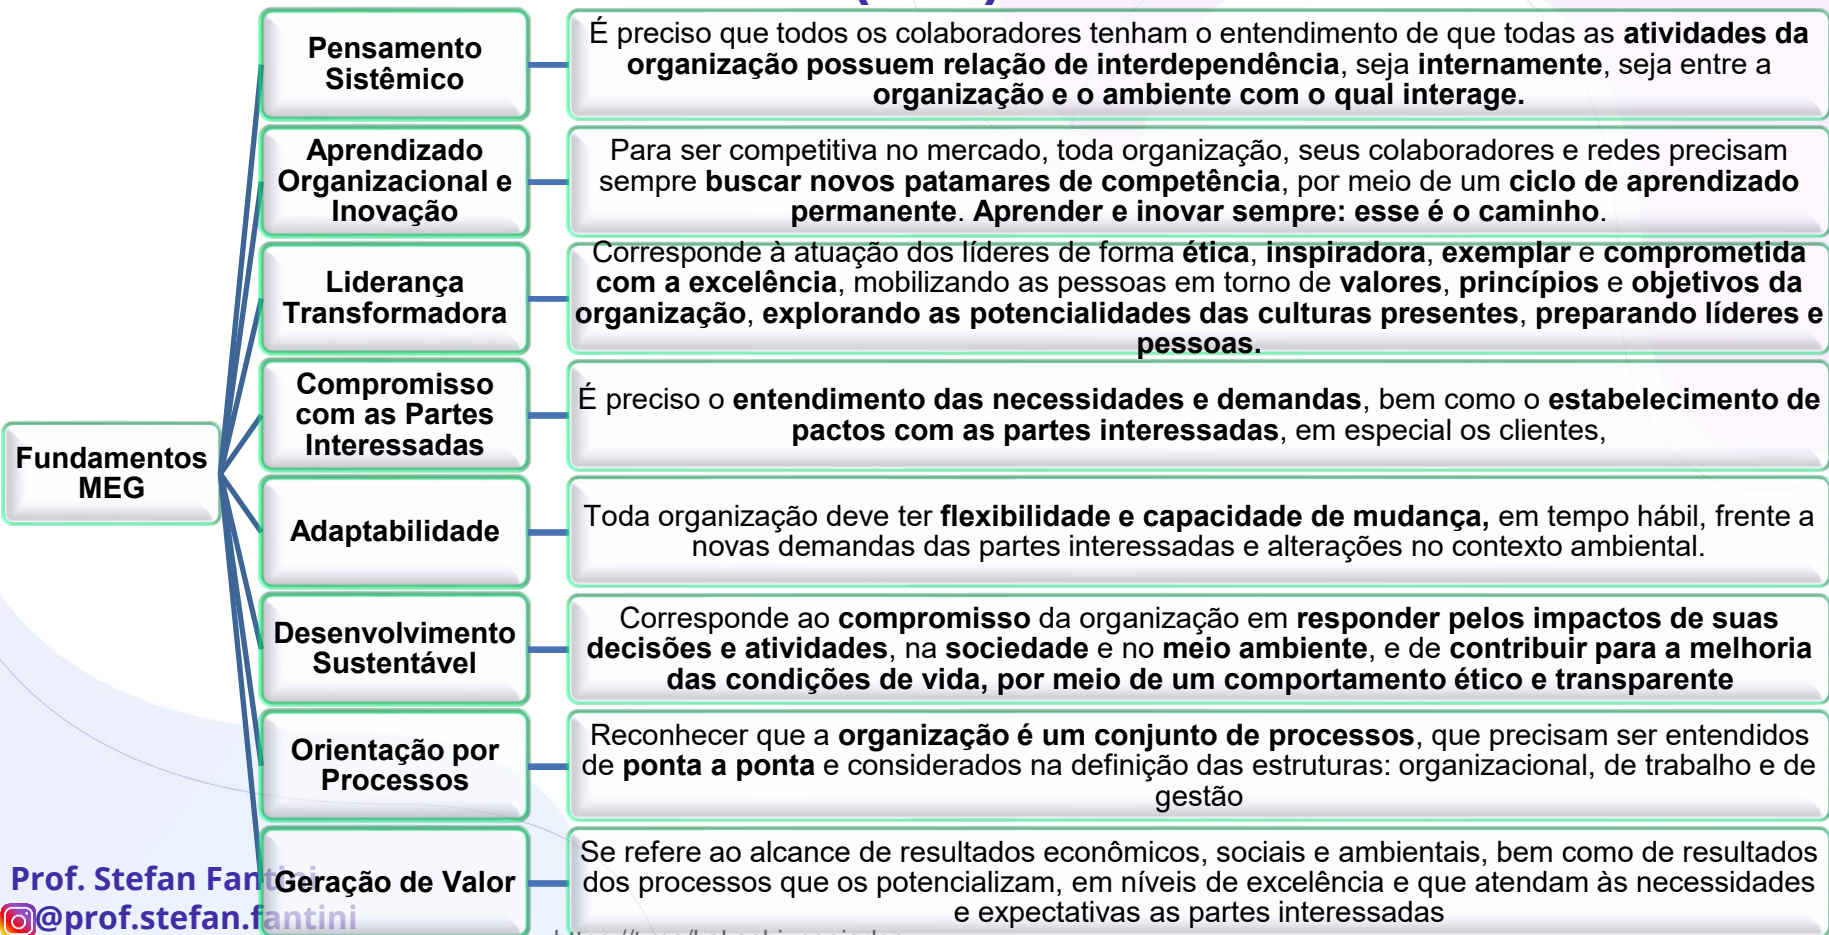 Pensamento
Sistêmico
É preciso que todos os colaboradores tenham o entendimento de que todas as atividades da
organização possuem relação de interdependência, seja internamente, seja entre a
organização e o ambiente com o qual interage.
Aprendizado
Organizacional e
Inovação
Para ser competitiva no mercado, toda organização, seus colaboradores e redes precisam
sempre buscar novos patamares de competência, por meio de um ciclo de aprendizado
permanente. Aprender e inovar sempre: esse é o caminho.
Liderança
Transformadora
Corresponde à atuação dos líderes de forma ética, inspiradora, exemplar e comprometida
com a excelência, mobilizando as pessoas em torno de valores, princípios e objetivos da
organização, explorando as potencialidades das culturas presentes, preparando líderes e
pessoas.
Compromisso
com as Partes
Interessadas
É preciso o entendimento das necessidades e demandas, bem como o estabelecimento de
pactos com as partes interessadas, em especial os clientes,
Fundamentos
MEG
Adaptabilidade
Toda organização deve ter flexibilidade e capacidade de mudança, em tempo hábil, frente a
novas demandas das partes interessadas e alterações no contexto ambiental.
Desenvolvimento
Sustentável
Corresponde ao compromisso da organização em responder pelos impactos de suas
decisões e atividades, na sociedade e no meio ambiente, e de contribuir para a melhoria
das condições de vida, por meio de um comportamento ético e transparente
Orientação por
Processos
Reconhecer que a organização é um conjunto de processos, que precisam ser entendidos
de ponta a ponta e considerados na definição das estruturas: organizacional, de trabalho e de
gestão
Geração de Valor
Se refere ao alcance de resultados econômicos, sociais e ambientais, bem como de resultados
dos processos que os potencializam, em níveis de excelência e que atendam às necessidades
e expectativas as partes interessadas
Prof. Stefan Fantini
@prof.stefan.fantini